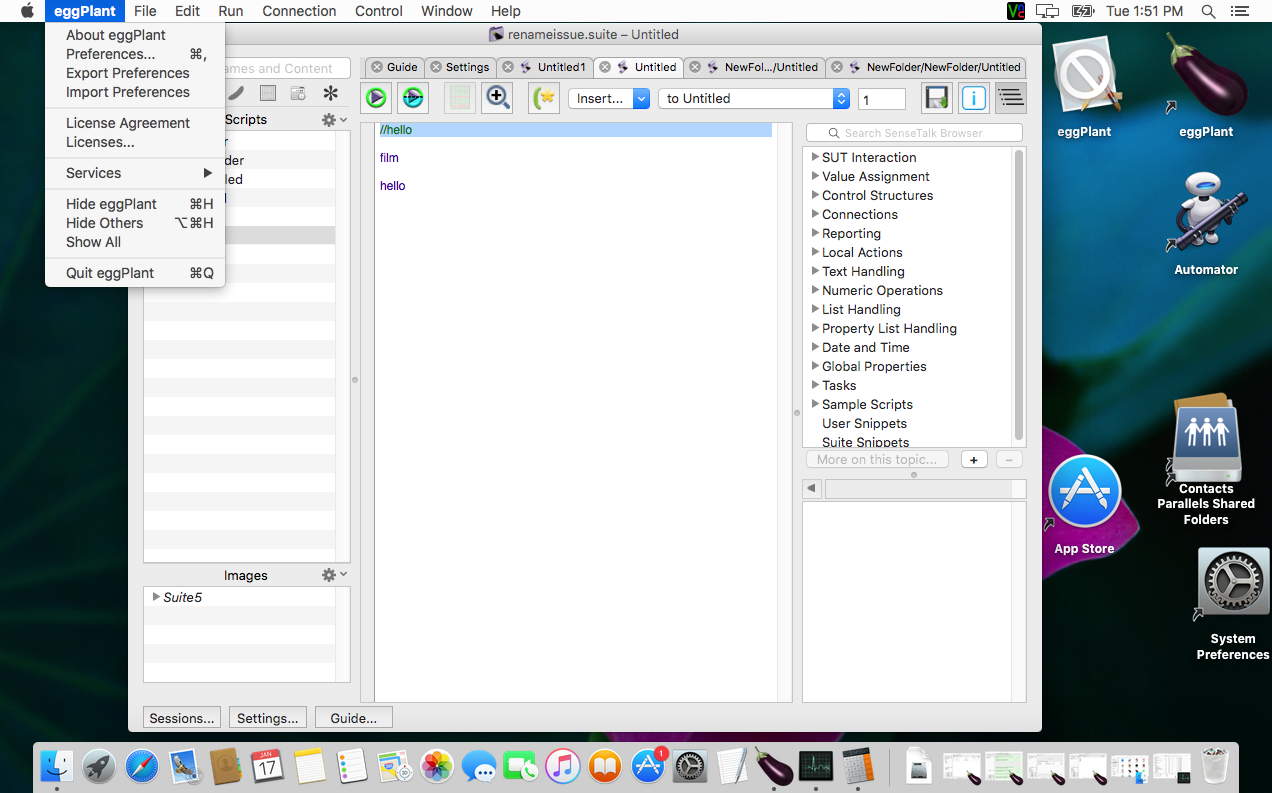 eggPlant File Edit Run Connection Control Window Help Tue 1:51 PM
About eggPlant
Preferences... ⌘,
Export Preferences
Import Preferences
License Agreement
Licenses...
Services
Hide eggPlant ⌘H
Hide Others ⌥⌘H
Show All
Quit eggPlant ⌘Q
renameissue.suite – Untitled
ames and Content
Guide Settings Untitled1 Untitled NewFol.../Untitled NewFolder/NewFolder/Untitled
Insert... to Untitled 1
Scripts
der
led
//hello
film
hello
Search SenseTalk Browser
SUT Interaction
Value Assignment
Control Structures
Connections
Reporting
Local Actions
Text Handling
Numeric Operations
List Handling
Property List Handling
Date and Time
Global Properties
Tasks
Sample Scripts
User Snippets
Suite Snippets
More on this topic... + −
Images
Suite5
Sessions... Settings... Guide...
eggPlant
eggPlant
Automator
Contacts
Parallels Shared
Folders
App Store
System
Preferences
JAN
17
1